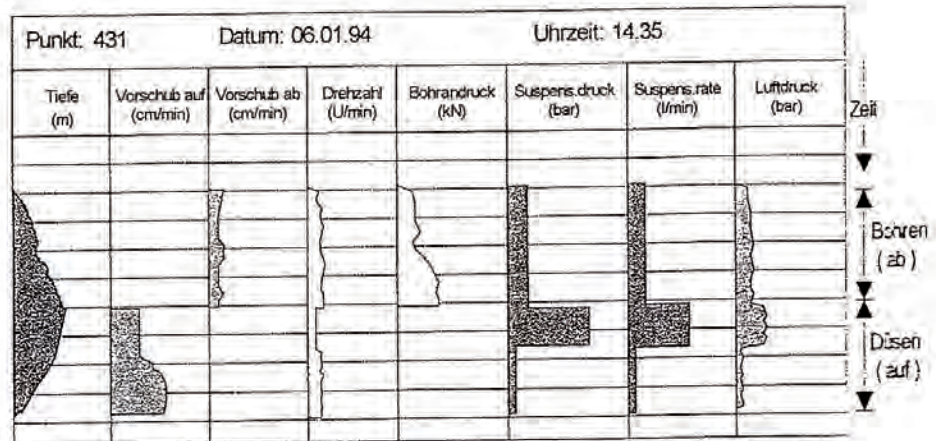 Punkt: 431 Datum: 06.01.94 Uhrzeit: 14.35
Tiefe Vorschub auf Vorschub ab Drehzahl Bohrandruck Suspens.druck Suspens.rate Luftdruck
(m) (cm/min) (cm/min) (U/min) (kN) (bar) (l/min) (bar)
Zeit
Bohren
(ab)
Düsen
(auf)